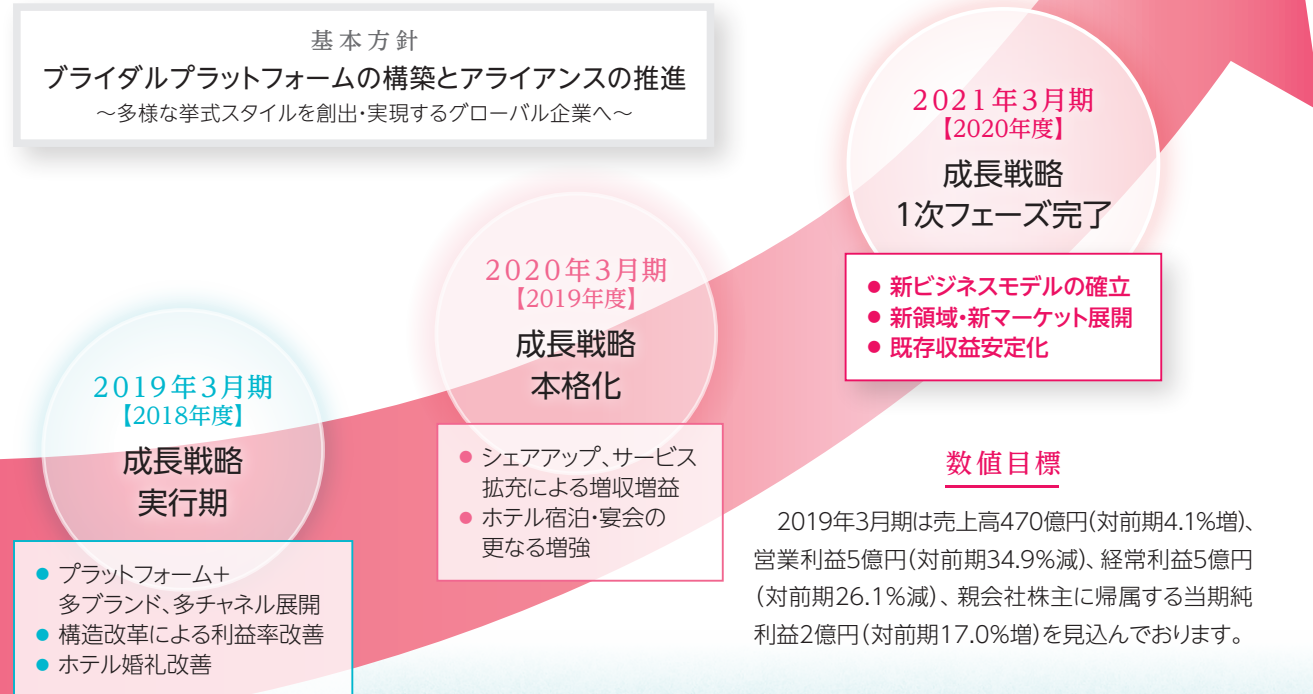 基本方針
ブライダルプラットフォームの構築とアライアンスの推進
～多様な挙式スタイルを創出・実現するグローバル企業へ～
2019年3月期
【2018年度】
成長戦略
実行期
● プラットフォーム＋
多ブランド、多チャネル展開
● 構造改革による利益率改善
● ホテル婚礼改善
2020年3月期
【2019年度】
成長戦略
本格化
● シェアアップ、サービス
拡充による増収増益
● ホテル宿泊・宴会の
更なる増強
2021年3月期
【2020年度】
成長戦略
1次フェーズ完了
● 新ビジネスモデルの確立
● 新領域・新マーケット展開
● 既存収益安定化
数値目標
2019年3月期は売上高470億円(対前期4.1%増)、
営業利益5億円(対前期34.9%減)、経常利益5億円
(対前期26.1%減)、親会社株主に帰属する当期純
利益2億円(対前期17.0%増)を見込んでおります。